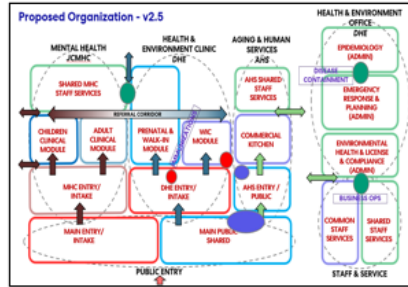 Proposed Organization - v2.5
MENTAL HEALTH
JCMHC
HEALTH &
ENVIRONMENT CLINIC
DHE
AGING & HUMAN
SERVICES
AHS
HEALTH & ENVIRONMENT
OFFICE-
DHE
SHARED MHC
STAFF SERVICES
AHS SHARED
STAFF
SERVICES
EPIDEMIOLOGY
(ADMIN)
DISEASE
CONTAINMENT
EMERGENCY
RESPONSE &
PLANNING
(ADMIN)
REFERRAL CORRIDOR
CHILDREN
CLINICAL
MODULE
ADULT
CLINICAL
MODULE
PRENATAL &
WALK-IN
MODULE
WIC
MODULE
COMMERCIAL
KITCHEN
ENVIRONMENTAL
HEALTH & LICENSE
& COMPLIANCE
(ADMIN)
MHC ENTRY/
INTAKE
DHE ENTRY/
INTAKE
AHS ENTRY/
PUBLIC
BUSINESS OPS
COMMON
STAFF
SERVICES
SHARED
STAFF
SERVICES
MAIN ENTRY/
INTAKE
MAIN PUBLIC
SHARED
PUBLIC ENTRY
STAFF & SERVICE